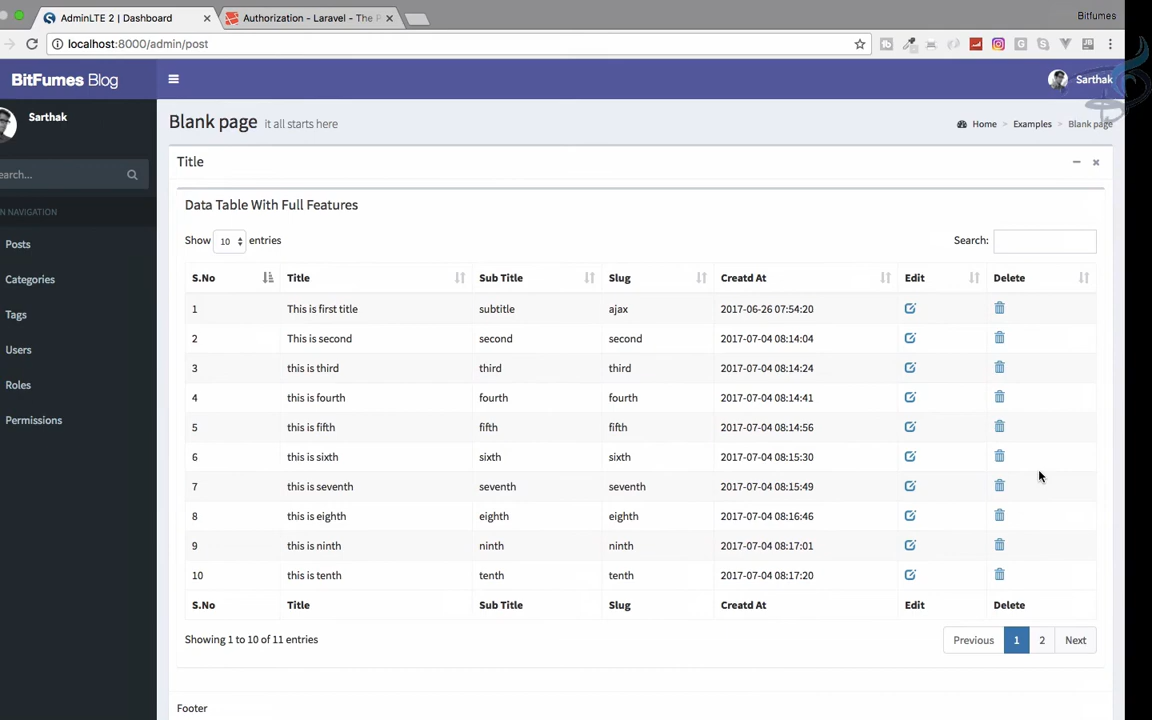 AdminLTE 2 | Dashboard
Authorization - Laravel - The P
Bitfumes
localhost:8000/admin/post
BitFumes Blog
Sarthak
Sarthak
Blank page it all starts here
Home > Examples > Blank page
earch...
Title
N NAVIGATION
Posts
Categories
Tags
Users
Roles
Permissions
Data Table With Full Features
Show 10 entries
Search:
S.No Title Sub Title Slug Creatd At Edit Delete
1 This is first title subtitle ajax 2017-06-26 07:54:20
2 This is second second second 2017-07-04 08:14:04
3 this is third third third 2017-07-04 08:14:24
4 this is fourth fourth fourth 2017-07-04 08:14:41
5 this is fifth fifth fifth 2017-07-04 08:14:56
6 this is sixth sixth sixth 2017-07-04 08:15:30
7 this is seventh seventh seventh 2017-07-04 08:15:49
8 this is eighth eighth eighth 2017-07-04 08:16:46
9 this is ninth ninth ninth 2017-07-04 08:17:01
10 this is tenth tenth tenth 2017-07-04 08:17:20
S.No Title Sub Title Slug Creatd At Edit Delete
Showing 1 to 10 of 11 entries
Previous 1 2 Next
Footer